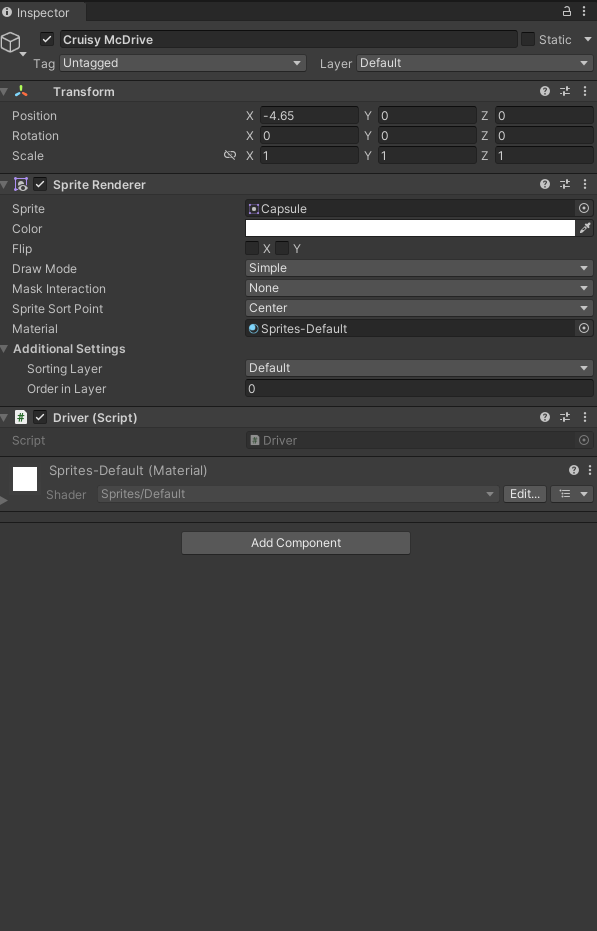 Inspector
Cruisy McDrive Static
Tag Untagged Layer Default
Transform
Position X -4.65 Y 0 Z 0
Rotation X 0 Y 0 Z 0
Scale X 1 Y 1 Z 1
Sprite Renderer
Sprite Capsule
Color
Flip X Y
Draw Mode Simple
Mask Interaction None
Sprite Sort Point Center
Material Sprites-Default
Additional Settings
Sorting Layer Default
Order in Layer 0
# Driver (Script)
Script Driver
Sprites-Default (Material)
Shader Sprites/Default Edit...
Add Component